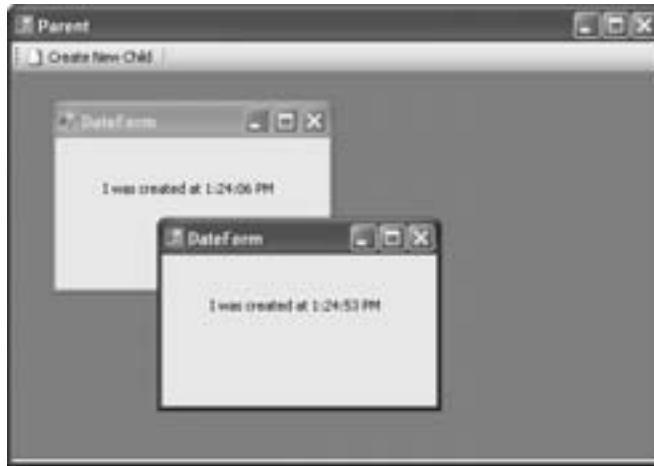 Parent
Create New Child
DateForm
I was created at 1:24:06 PM
DateForm
I was created at 1:24:53 PM